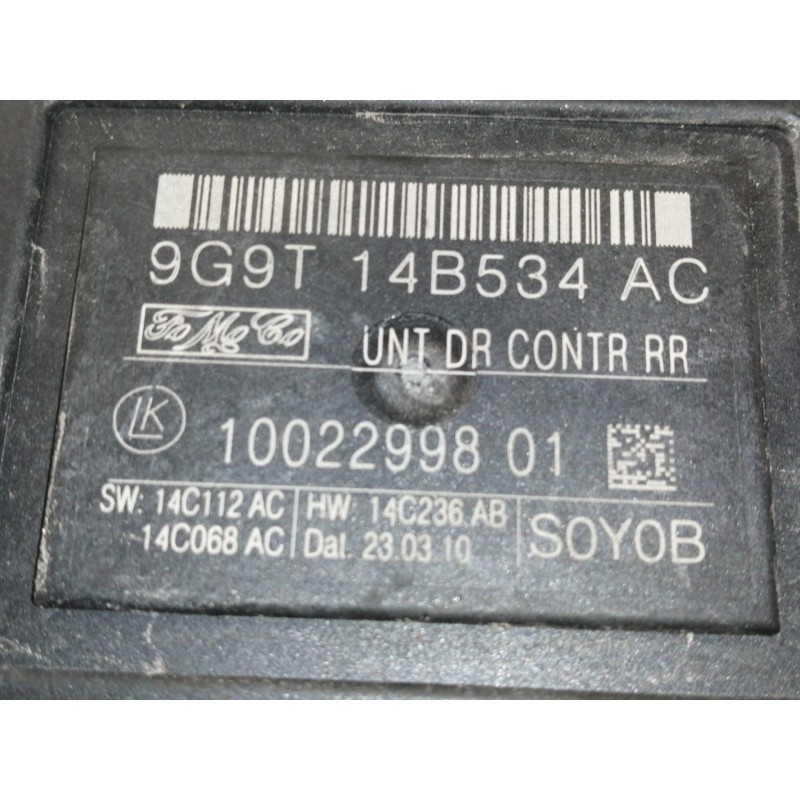 9G9T 14B534 AC
FoMoCo UNT DR CONTR RR
LK 10022998 01
SW: 14C112 AC HW: 14C236 AB
14C068 AC Dat. 23.03.10 SOYOB